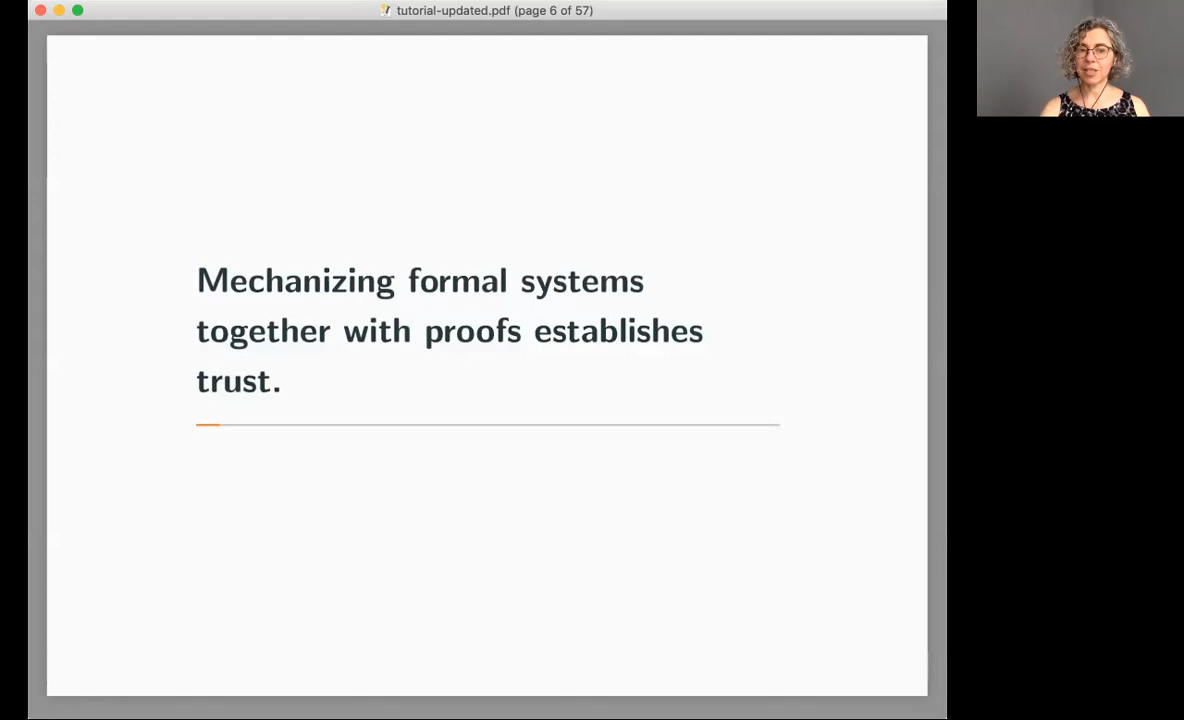 tutorial-updated.pdf (page 6 of 57)
Mechanizing formal systems
together with proofs establishes
trust.